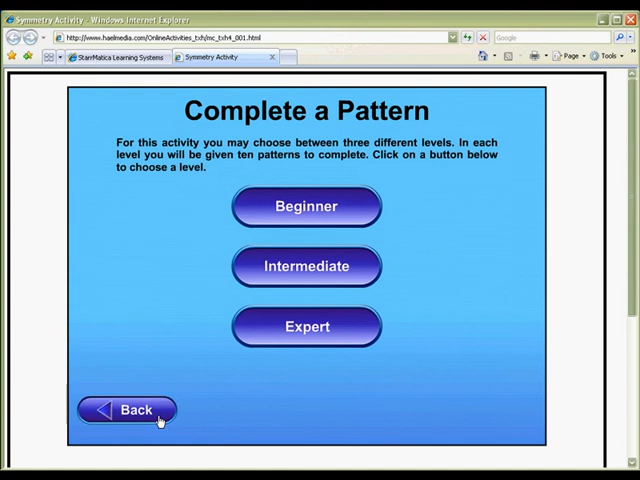 Symmetry Activity - Windows Internet Explorer
http://www.haelmedia.com/OnlineActivities_txh/mc_txh4_001.html
Google
StarrMatica Learning Systems
Symmetry Activity
Page
Tools
Complete a Pattern
For this activity you may choose between three different levels. In each
level you will be given ten patterns to complete. Click on a button below
to choose a level.
Beginner
Intermediate
Expert
Back